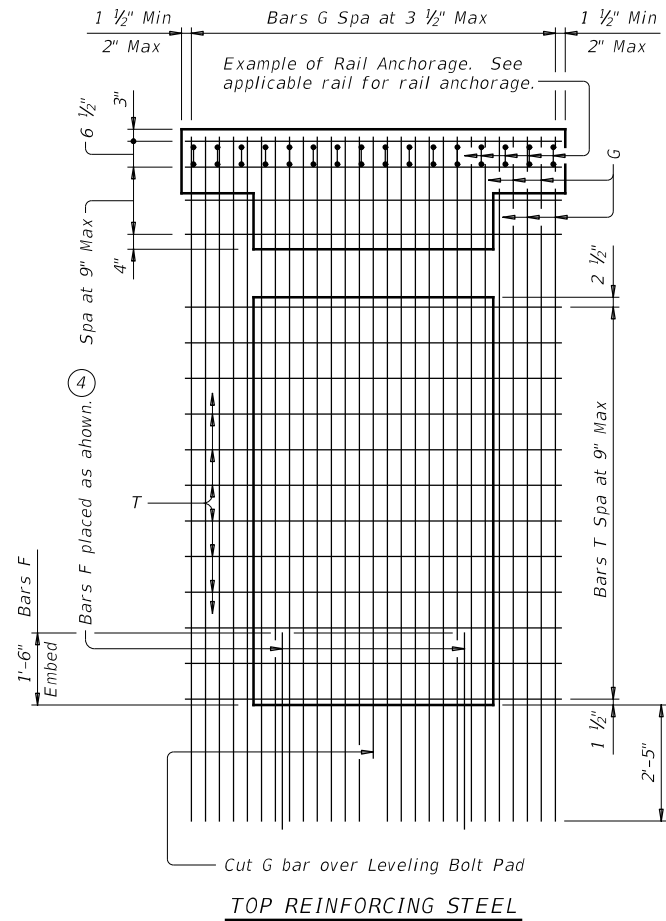 1 ½" Min
2" Max
Bars G Spa at 3 ½" Max
1 ½" Min
2" Max
Example of Rail Anchorage. See
applicable rail for rail anchorage.
3"
6 ½"
Spa at 9" Max
4"
G
2 ½"
4
Bars F placed as ahown.
T
Bars T Spa at 9" Max
Bars F
1'-6"
Embed
1 ½"
2'-5"
Cut G bar over Leveling Bolt Pad
TOP REINFORCING STEEL